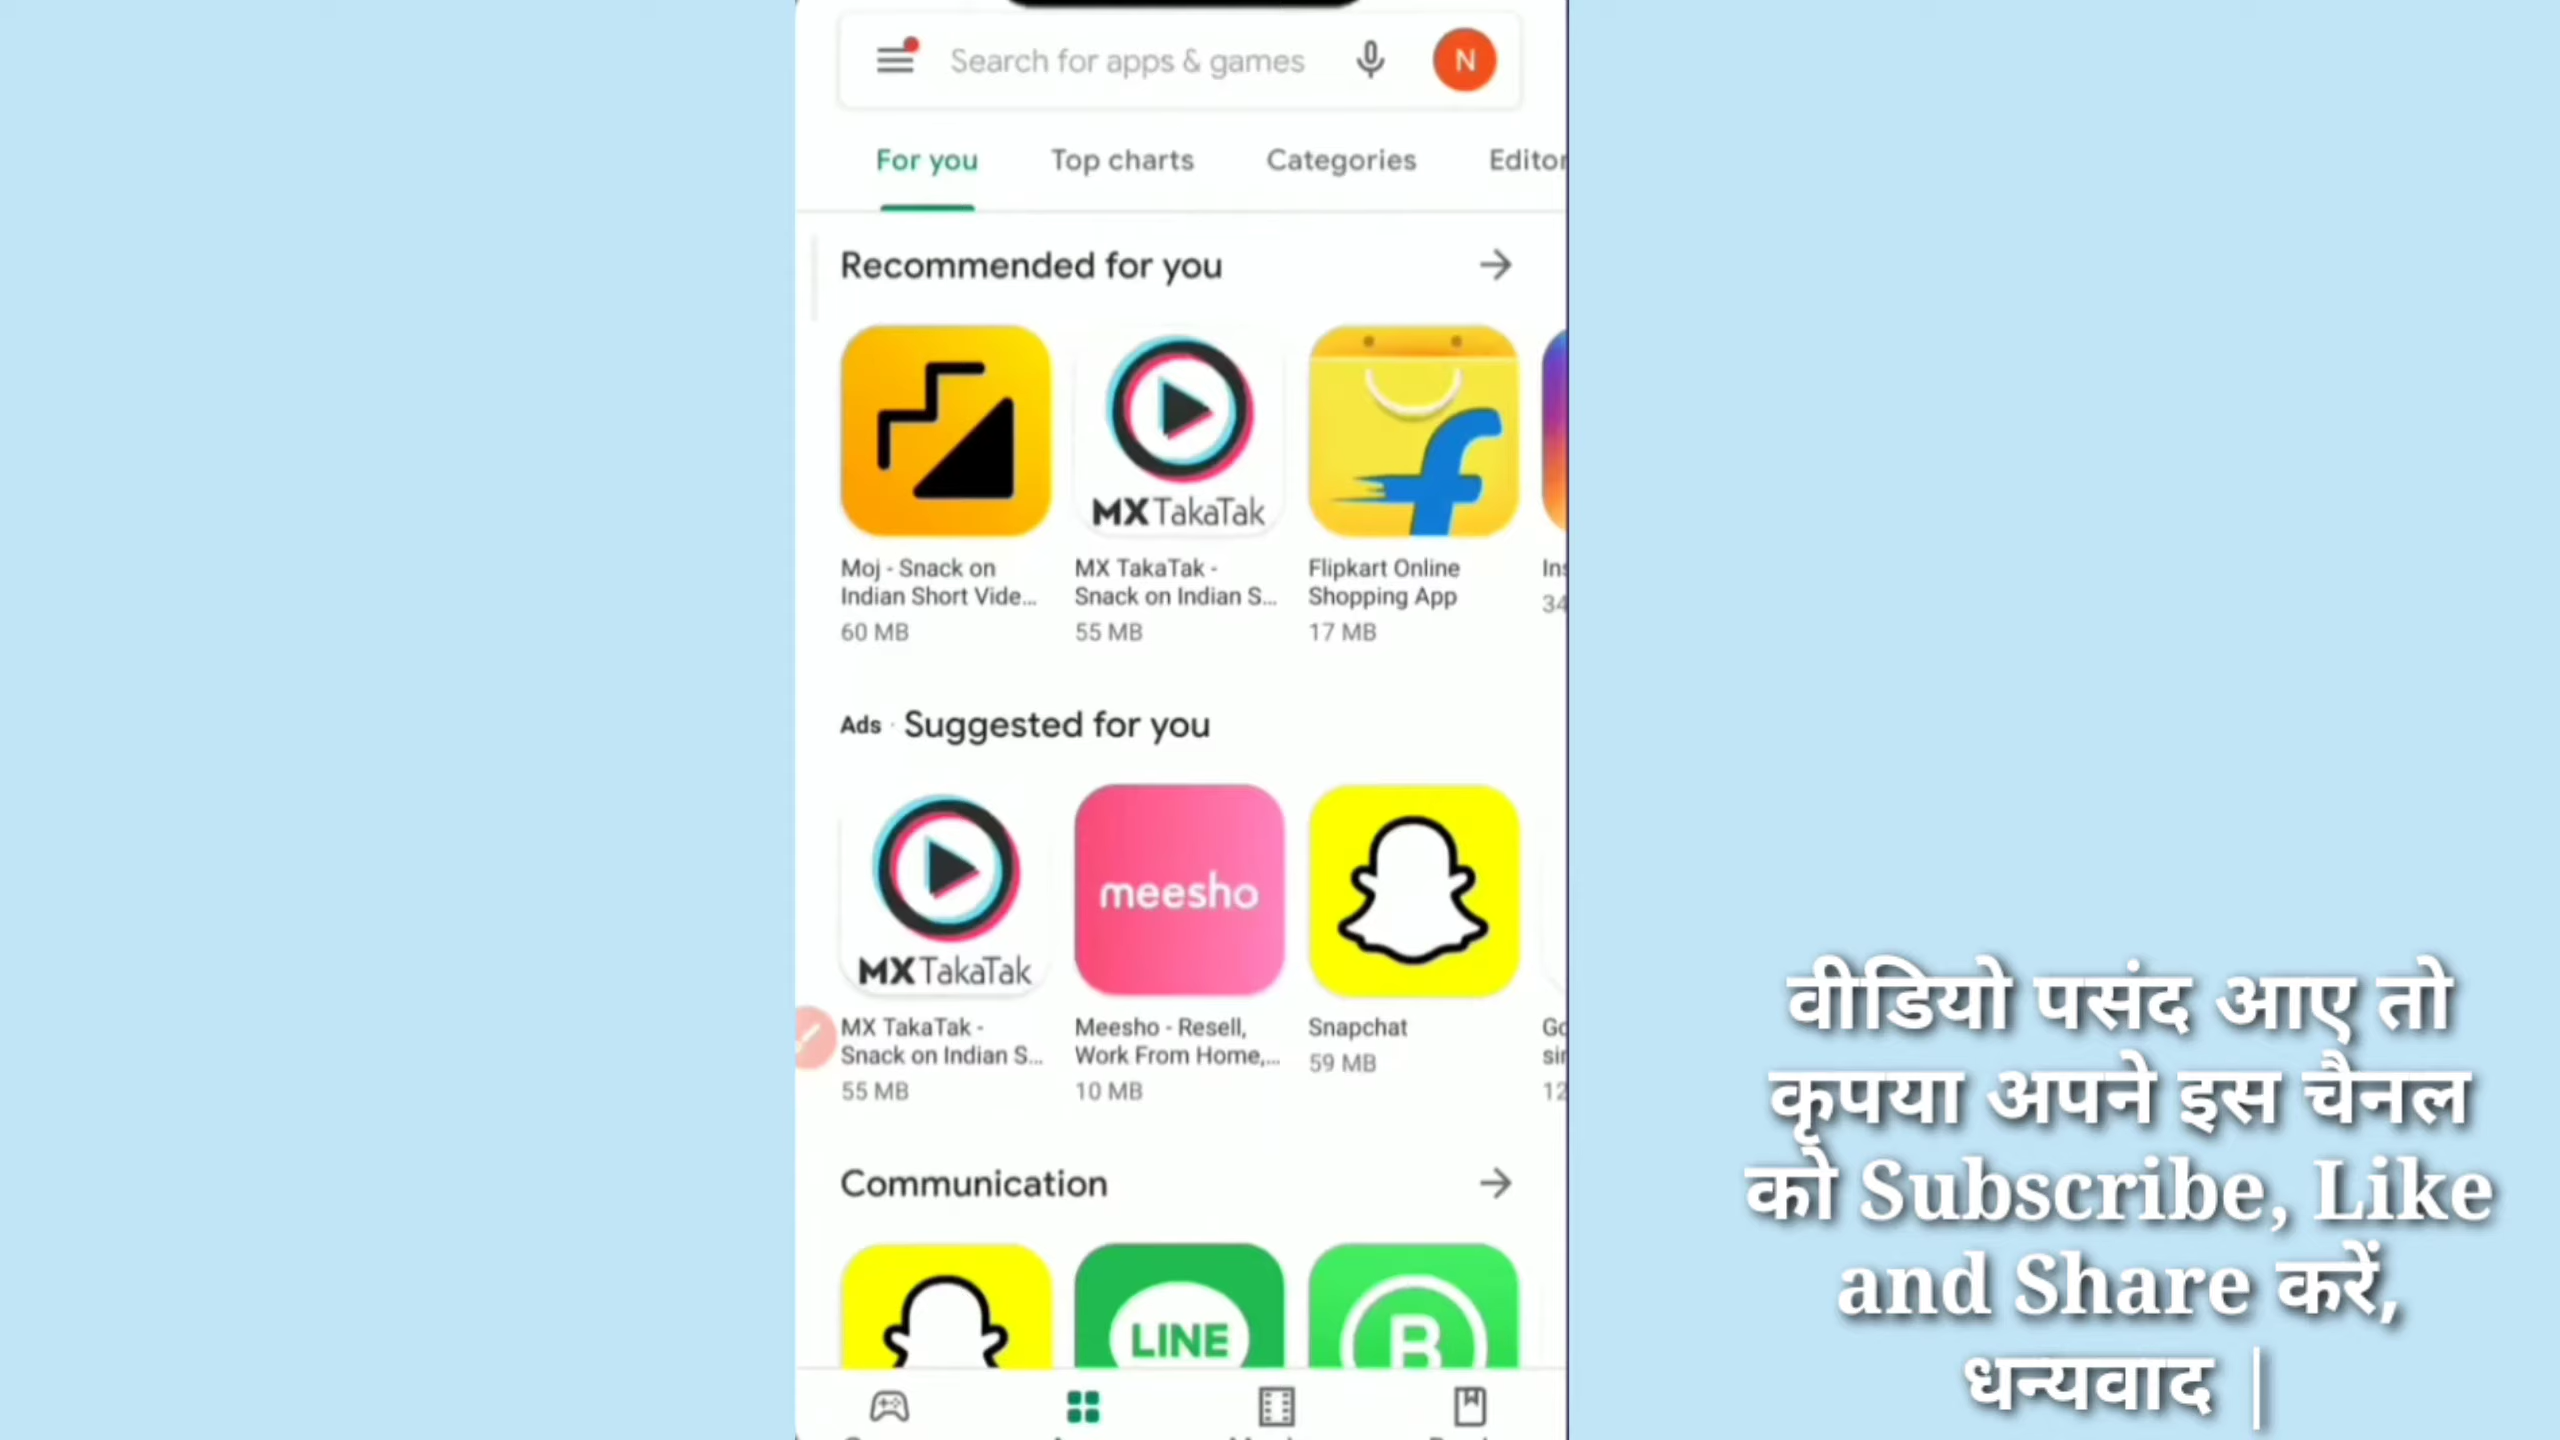 Search for apps & games
N
For you Top charts Categories Editor
Recommended for you
MX TakaTak
Moj - Snack on
Indian Short Vide...
60 MB
MX TakaTak -
Snack on Indian S...
55 MB
Flipkart Online
Shopping App
17 MB
34
Ads · Suggested for you
MX TakaTak
meesho
MX TakaTak -
Snack on Indian S...
55 MB
Meesho - Resell,
Work From Home,...
10 MB
Snapchat
59 MB
12
Communication
LINE
B
वीडियो पसंद आए तो
कृपया अपने इस चैनल
को Subscribe, Like
and Share करें,
धन्यवाद |